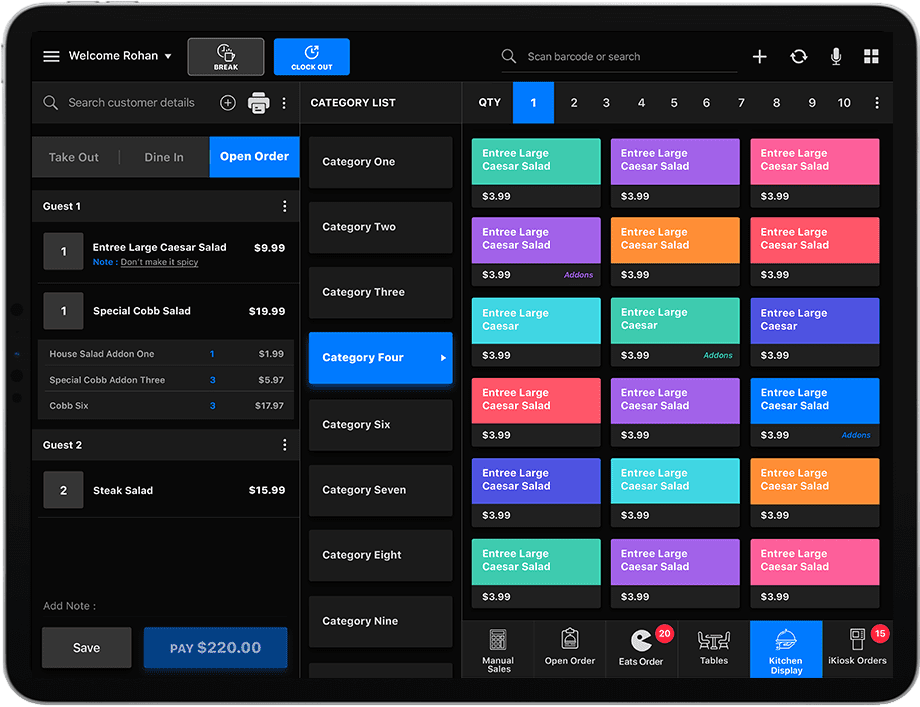 Welcome Rohan
BREAK
CLOCK OUT
Scan barcode or search
Search customer details
Take Out
Dine In
Open Order
Guest 1
1
Entree Large Caesar Salad
$9.99
Note : Don't make it spicy
1
Special Cobb Salad
$19.99
House Salad Addon One
1
$1.99
Special Cobb Addon Three
3
$5.97
Cobb Six
3
$17.97
Guest 2
2
Steak Salad
$15.99
Add Note :
Save
PAY $220.00
CATEGORY LIST
Category One
Category Two
Category Three
Category Four
Category Six
Category Seven
Category Eight
Category Nine
QTY
1
2
3
4
5
6
7
8
9
10
Entree Large
Caesar Salad
$3.99
Entree Large
Caesar Salad
$3.99
Entree Large
Caesar Salad
$3.99
Entree Large
Caesar Salad
$3.99
Addons
Entree Large
Caesar Salad
$3.99
Entree Large
Caesar Salad
$3.99
Entree Large
Caesar
$3.99
Entree Large
Caesar
$3.99
Addons
Entree Large
Caesar
$3.99
Entree Large
Caesar Salad
$3.99
Entree Large
Caesar Salad
$3.99
Entree Large
Caesar Salad
$3.99
Addons
Entree Large
Caesar Salad
$3.99
Entree Large
Caesar Salad
$3.99
Entree Large
Caesar Salad
$3.99
Entree Large
Caesar Salad
$3.99
Entree Large
Caesar Salad
$3.99
Entree Large
Caesar Salad
$3.99
Manual
Sales
Open Order
20
Eats Order
Tables
Kitchen
Display
15
iKiosk Orders